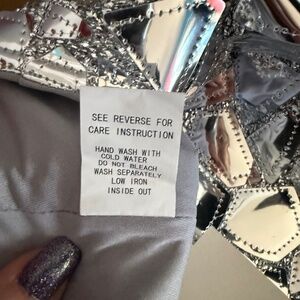 SEE REVERSE FOR
CARE INSTRUCTION
HAND WASH WITH
COLD WATER
DO NOT BLEACH
WASH SEPARATELY
LOW IRON
INSIDE OUT